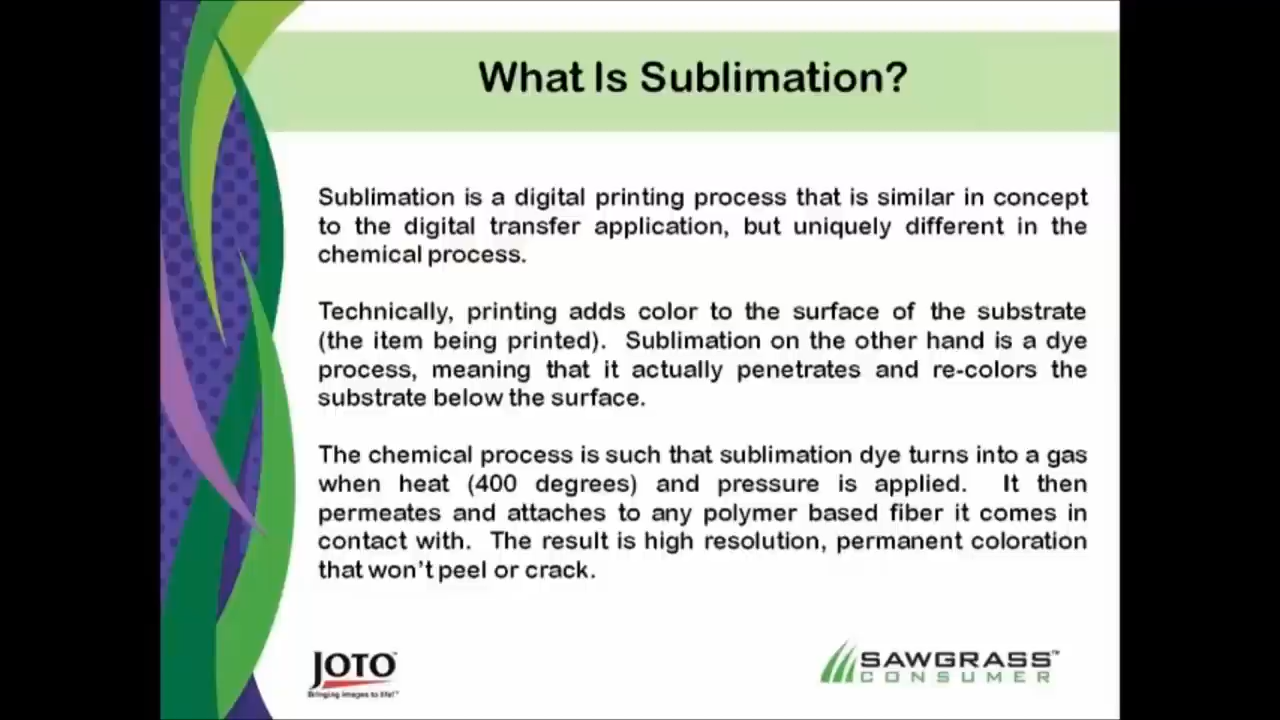 What Is Sublimation?
Sublimation is a digital printing process that is similar in concept
to the digital transfer application, but uniquely different in the
chemical process.
Technically, printing adds color to the surface of the substrate
(the item being printed). Sublimation on the other hand is a dye
process, meaning that it actually penetrates and re-colors the
substrate below the surface.
The chemical process is such that sublimation dye turns into a gas
when heat (400 degrees) and pressure is applied. It then
permeates and attaches to any polymer based fiber it comes in
contact with. The result is high resolution, permanent coloration
that won't peel or crack.
JOTO™
Bringing images to life!™
SAWGRASS™
CONSUMER